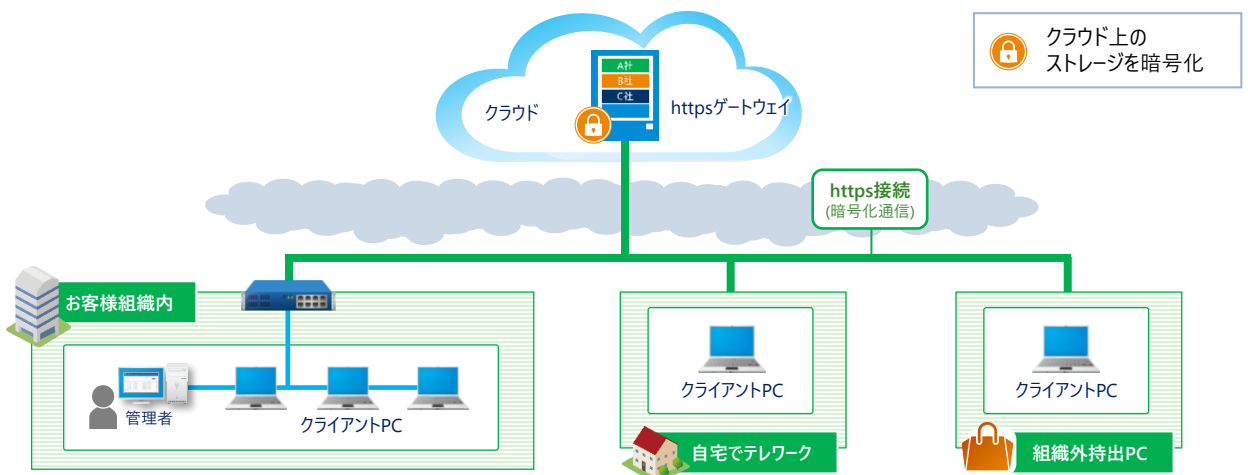 クラウド上の
ストレージを暗号化
A社
B社
C社
クラウド
httpsゲートウェイ
https接続
(暗号化通信)
お客様組織内
管理者
クライアントPC
クライアントPC
クライアントPC
自宅でテレワーク
組織外持出PC